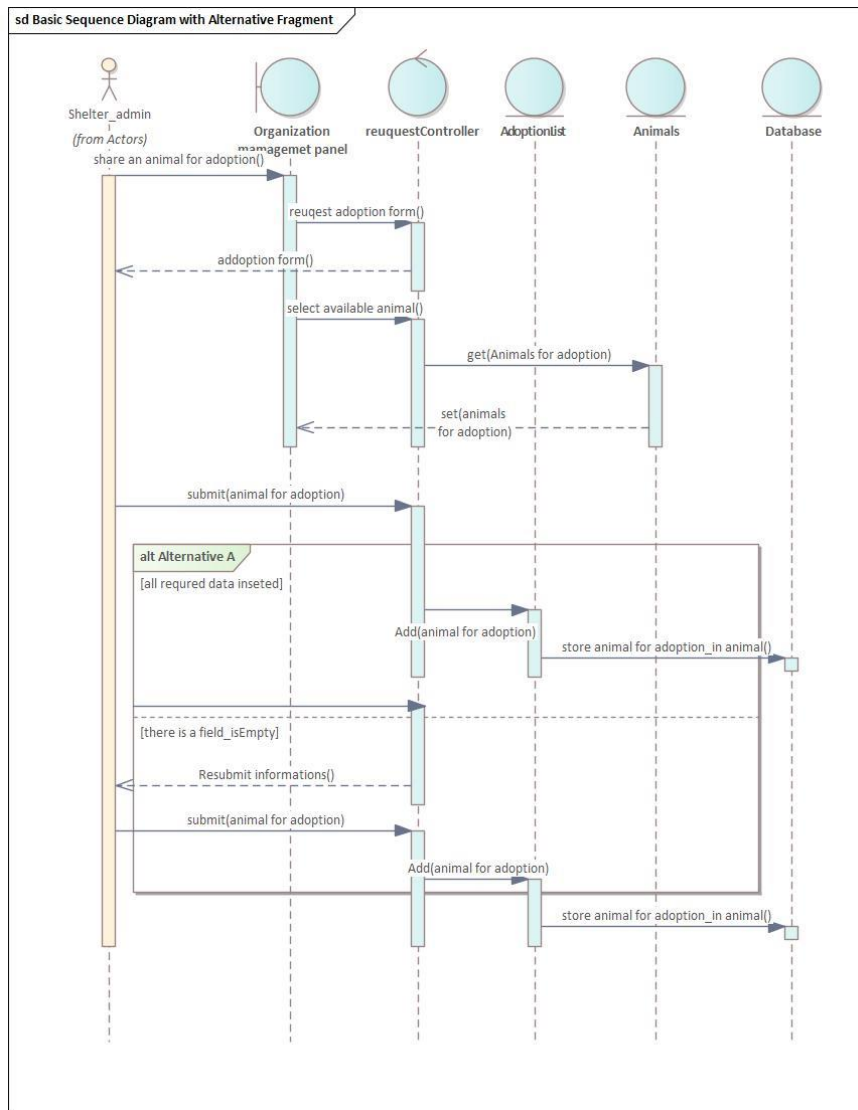 sd Basic Sequence Diagram with Alternative Fragment
Shelter_admin
(from Actors)
Organization
mamagemet panel
reuquestController
Adoptionlist
Animals
Database
share an animal for adoption()
reuqest adoption form()
addoption form()
select available animal()
get(Animals for adoption)
set(animals
for adoption)
submit(animal for adoption)
alt Alternative A
[all requred data inseted]
Add(animal for adoption)
store animal for adoption_in animal()
[there is a field_isEmpty]
Resubmit informations()
submit(animal for adoption)
Add(animal for adoption)
store animal for adoption_in animal()